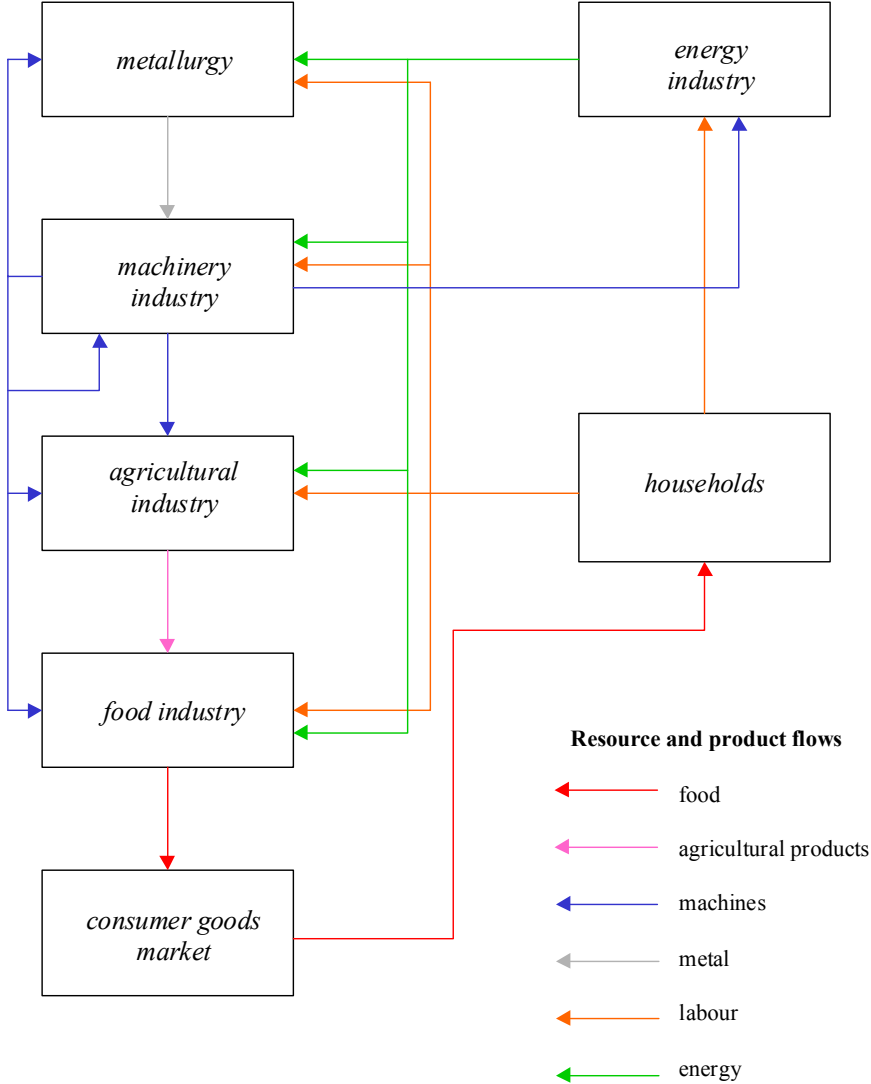 metallurgy
energy
industry
machinery
industry
agricultural
industry
households
food industry
consumer goods
market
Resource and product flows
food
agricultural products
machines
metal
labour
energy